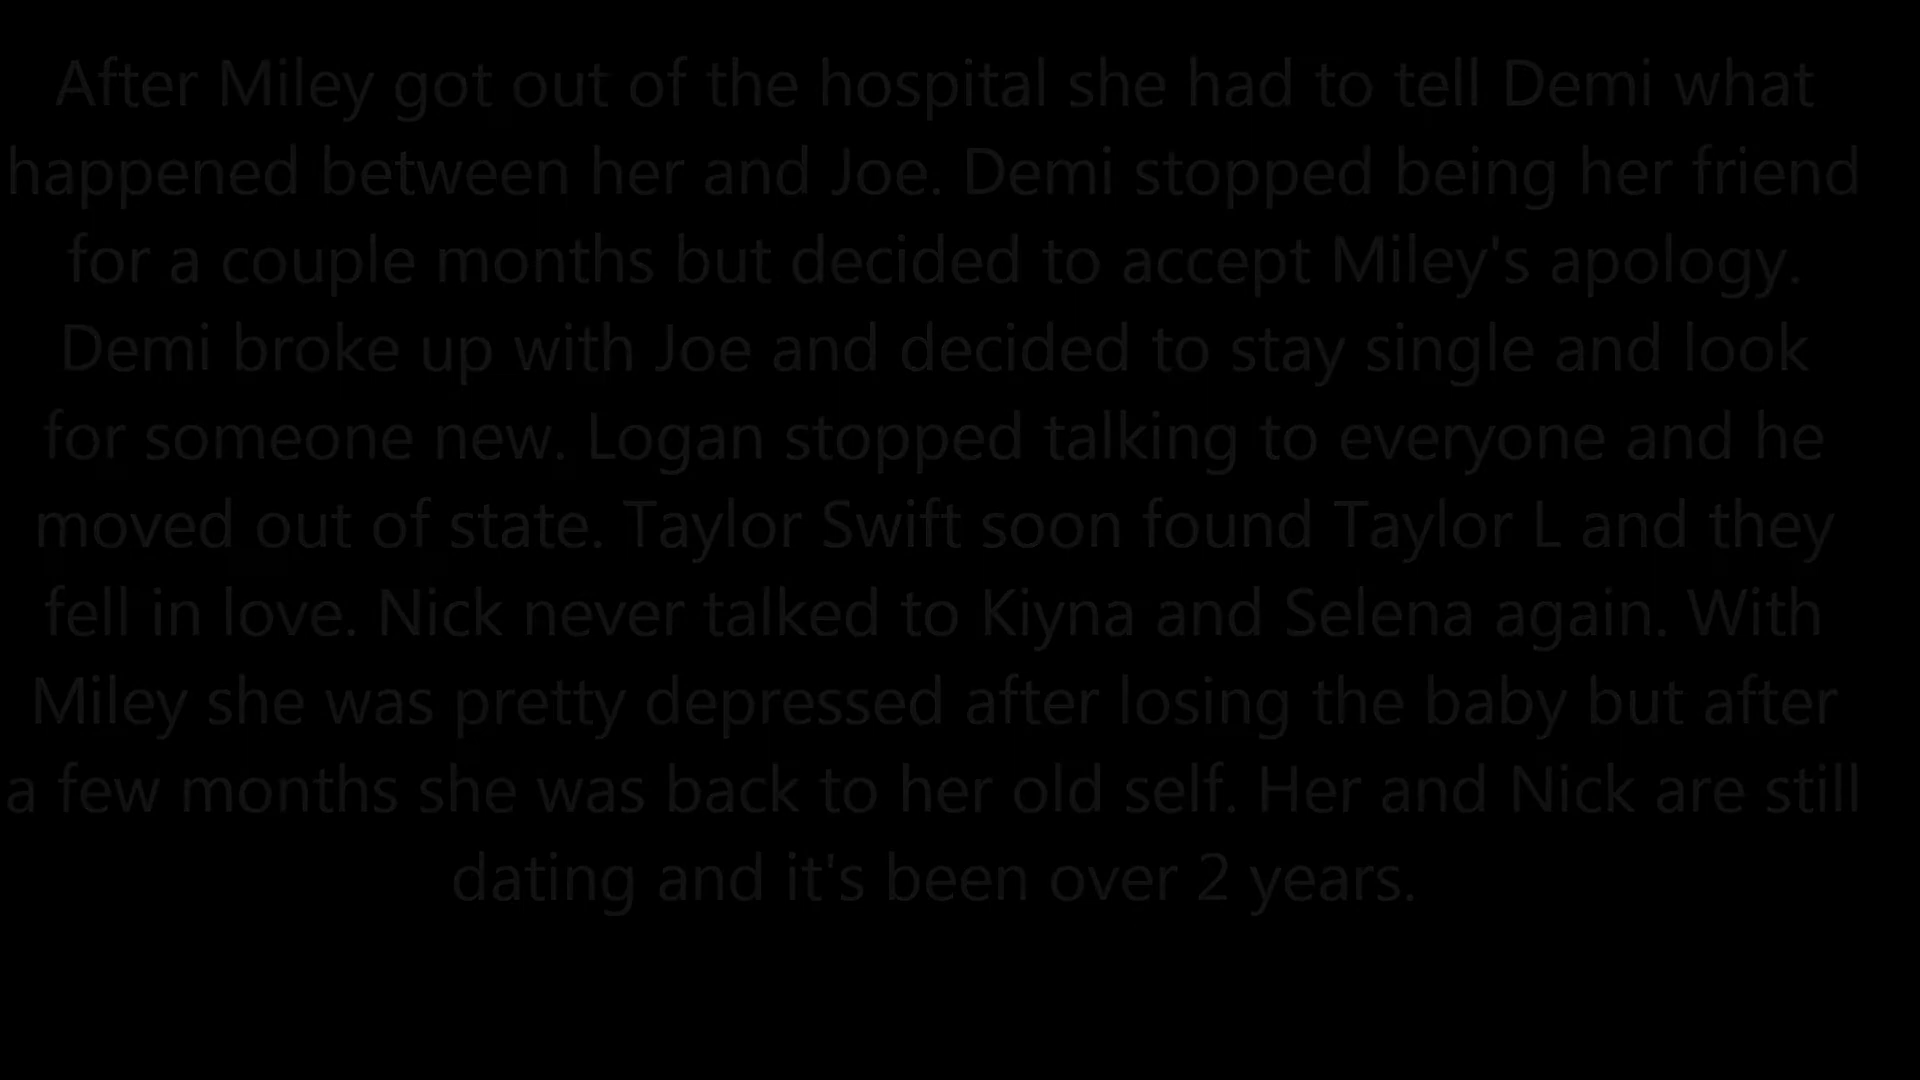 After Miley got out of the hospital she had to tell Demi what
happened between her and Joe. Demi stopped being her friend
for a couple months but decided to accept Miley's apology.
Demi broke up with Joe and decided to stay single and look
for someone new. Logan stopped talking to everyone and he
moved out of state. Taylor Swift soon found Taylor L and they
fell in love. Nick never talked to Kiyna and Selena again. With
Miley she was pretty depressed after losing the baby but after
a few months she was back to her old self. Her and Nick are still
dating and it's been over 2 years.